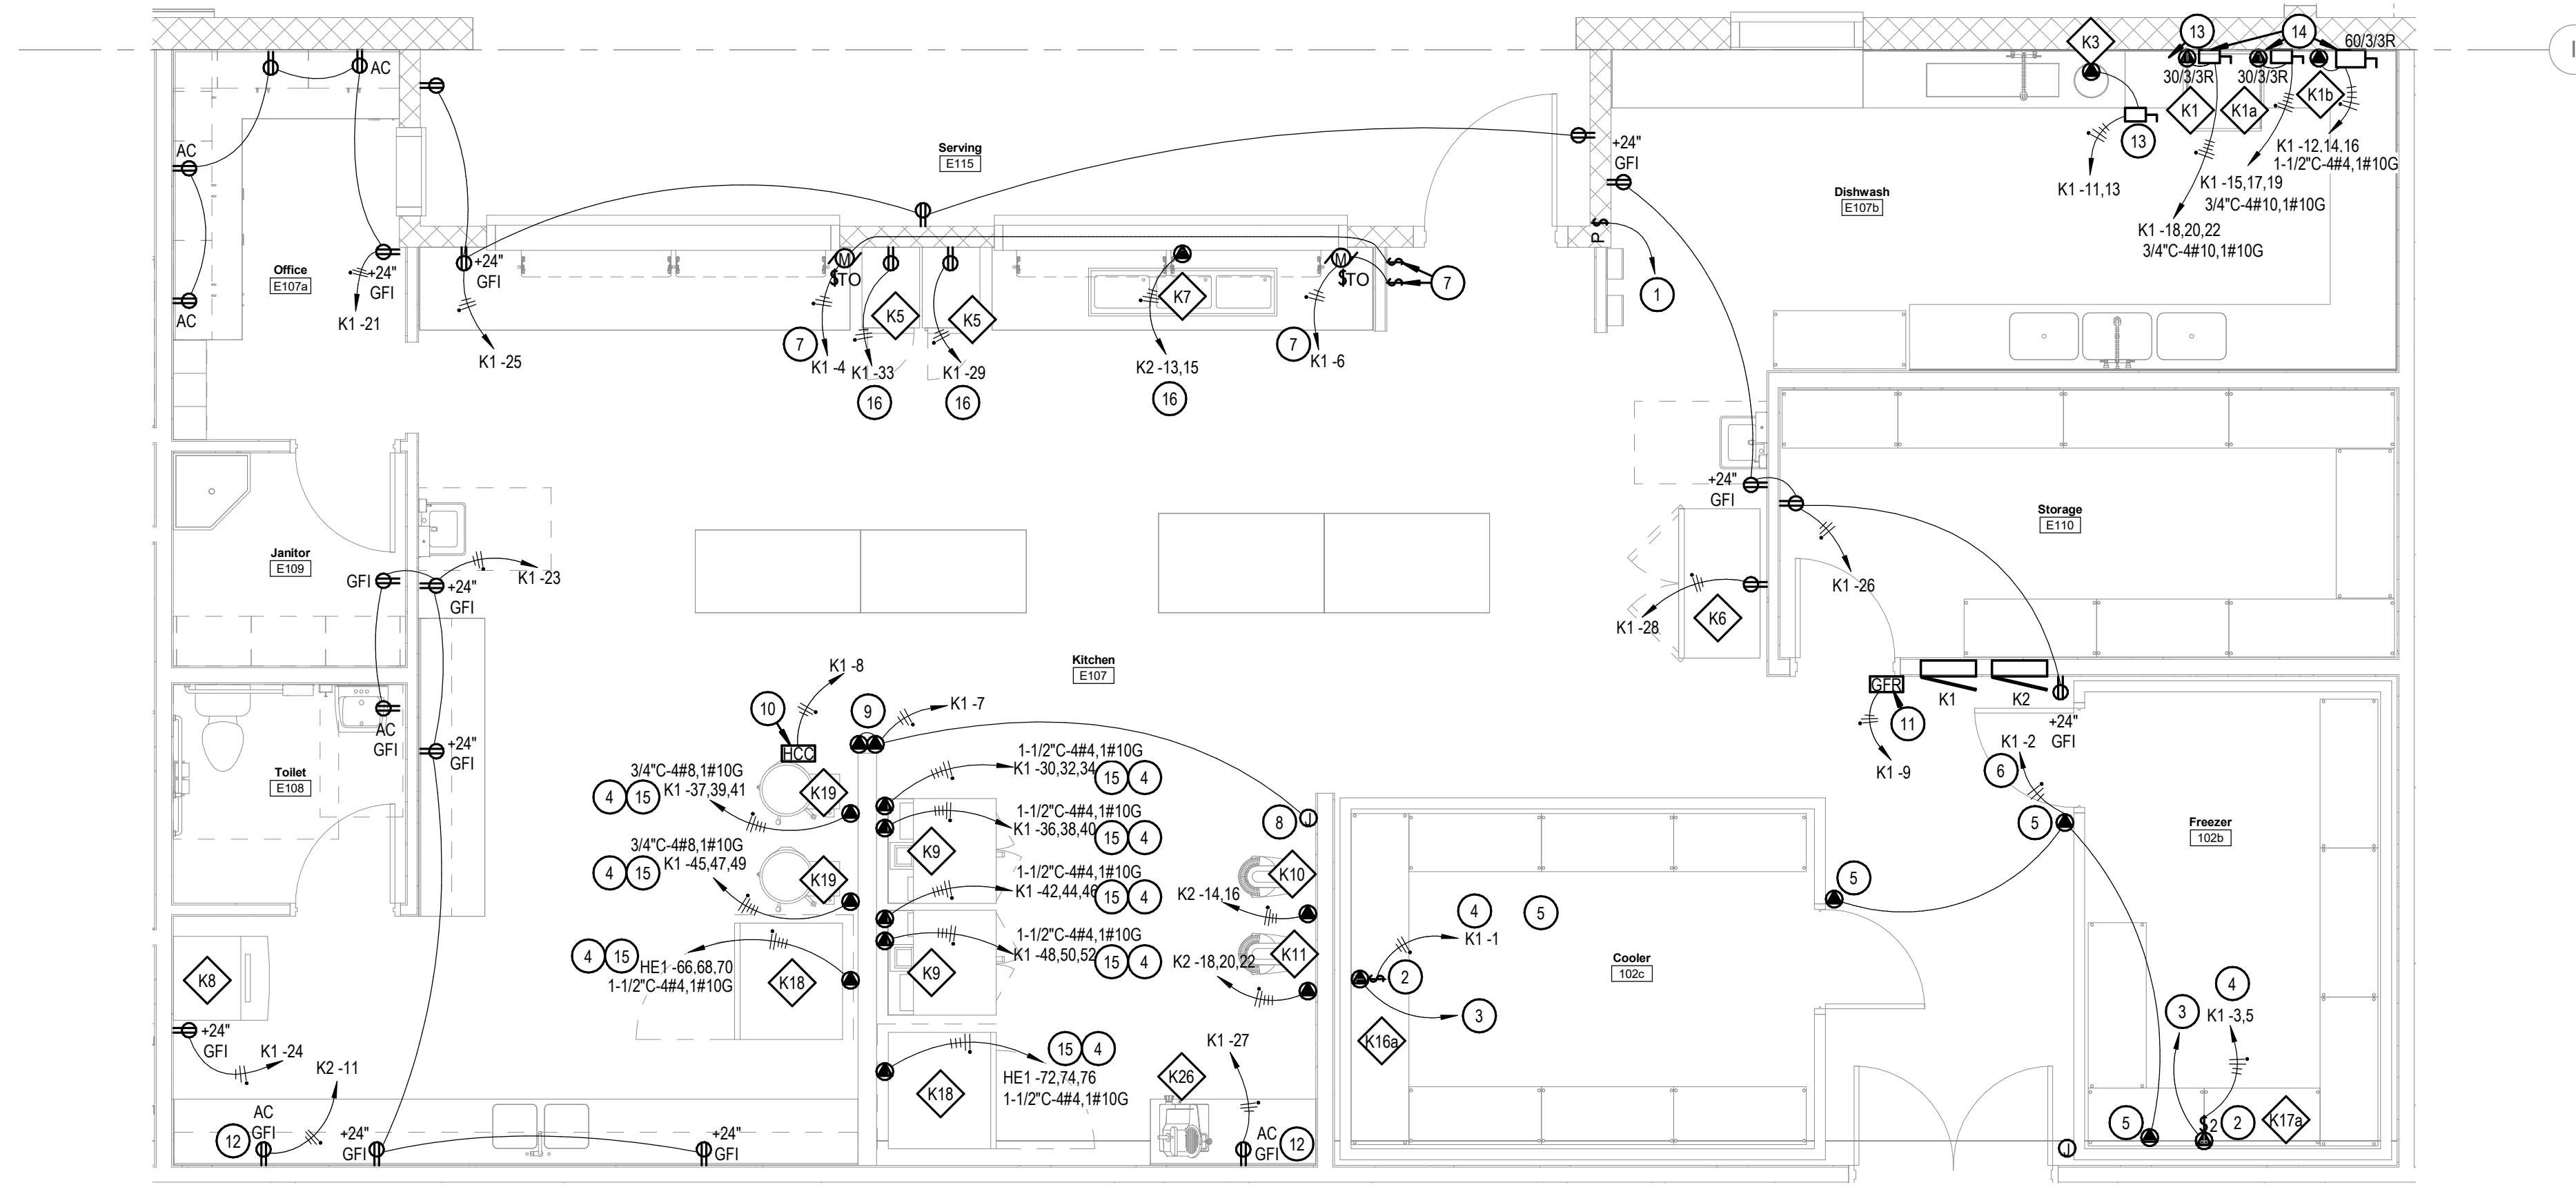 K3
13
14
60/3/3R
AC
30/3/3R
30/3/3R
K1
K1a
K1b
13
K1 -12,14,16
1-1/2"C-4#4,1#10G
K1 -11,13
K1 -15,17,19
3/4"C-4#10,1#10G
K1 -18,20,22
3/4"C-4#10,1#10G
Dishwash
E107b
Serving
E115
+24"
GFI
P $
1
AC
AC
Office
E107a
+24"
GFI
K1 -21
+24"
GFI
K1 -25
M
$TO
7
K1 -4
K5
K1 -33
16
K5
K1 -29
16
K7
K2 -13,15
16
M
$TO
7
K1 -6
$
$
7
+24"
GFI
Storage
E110
K1 -26
K6
K1 -28
Janitor
E109
GFI
+24"
GFI
K1 -23
Kitchen
E107
K1 -8
10
HCC
9
K1 -7
GFR
11
K1
K2
K1 -9
+24"
GFI
K1 -2
6
5
AC
GFI
+24"
GFI
Toilet
E108
3/4"C-4#8,1#10G
K1 -37,39,41
4
15
K19
3/4"C-4#8,1#10G
K1 -45,47,49
4
15
K19
1-1/2"C-4#4,1#10G
K1 -30,32,34
15
4
1-1/2"C-4#4,1#10G
K1 -36,38,40
15
4
K9
1-1/2"C-4#4,1#10G
K1 -42,44,46
15
4
1-1/2"C-4#4,1#10G
K1 -48,50,52
15
4
K9
8
J
K10
K2 -14,16
K11
K2 -18,20,22
4
15
HE1 -66,68,70
1-1/2"C-4#4,1#10G
K18
15
4
HE1 -72,74,76
1-1/2"C-4#4,1#10G
K18
K26
K1 -27
AC
GFI
12
Freezer
102b
5
4
5
K1 -1
$
2
3
K16a
Cooler
102c
4
3
K1 -3,5
5
$2
2
K17a
J
K8
+24"
GFI
K1 -24
K2 -11
AC
GFI
12
+24"
GFI
+24"
GFI